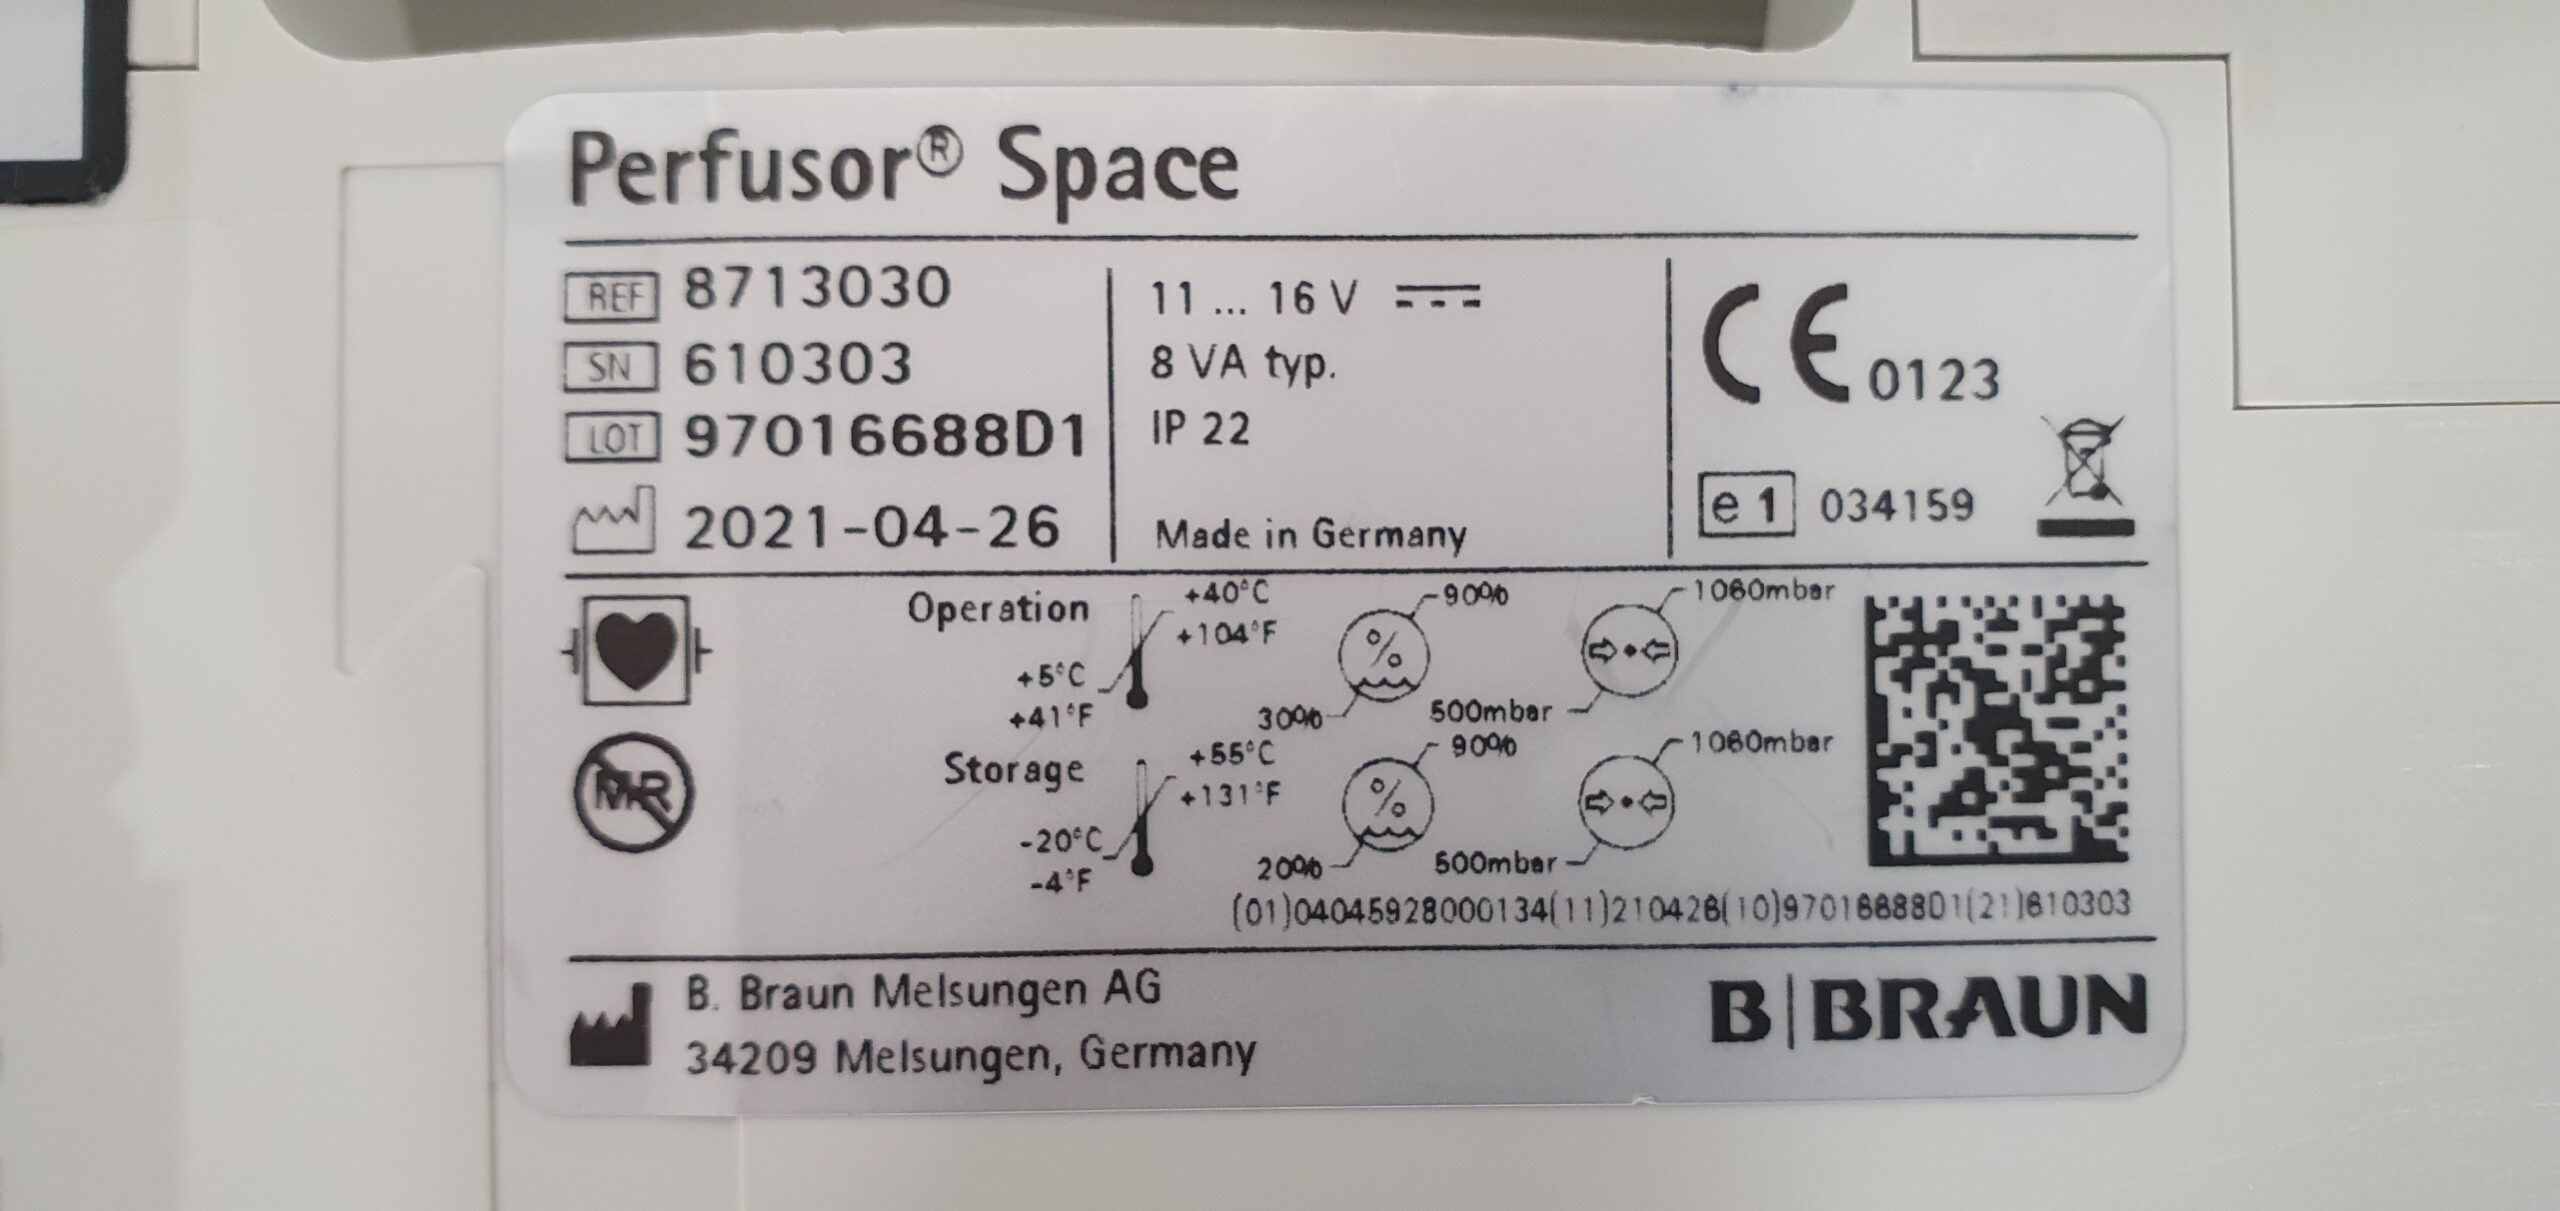 Perfusor® Space
REF 8713030
SN 610303
LOT 97016688D1
2021-04-26
11 ... 16 V
8 VA typ.
IP 22
Made in Germany
CE 0123
e1 034159
Operation
+40°C
+104°F
+5°C
+41°F
90%
30%
1060mbar
500mbar
MR
Storage
+55°C
+131°F
-20°C
-4°F
90%
20%
1060mbar
500mbar
(01)04045928000134(11)210426(10)97016688D1(21)610303
B. Braun Melsungen AG
34209 Melsungen, Germany
B|BRAUN